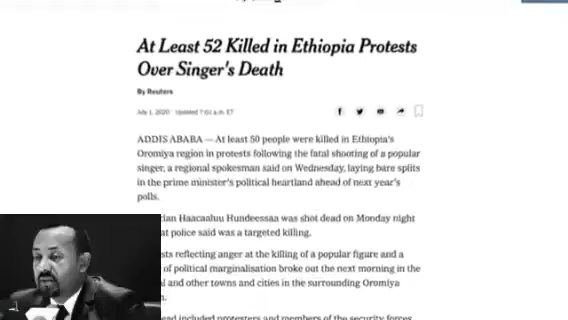 At Least 52 Killed in Ethiopia Protests
Over Singer's Death
By Reuters
July 1, 2020 Updated 7:51 a.m. ET
ADDIS ABABA — At least 50 people were killed in Ethiopia's
Oromiya region in protests following the fatal shooting of a popular
singer, a regional spokesman said on Wednesday, laying bare splits
in the prime minister's political heartland ahead of next year's
polls.
Haacaaluu Hundeessaa was shot dead on Monday night
at police said was a targeted killing.
sts reflecting anger at the killing of a popular figure and a
of political marginalisation broke out the next morning in the
l and other towns and cities in the surrounding Oromiya
n.
ead included protesters and members of the security forces